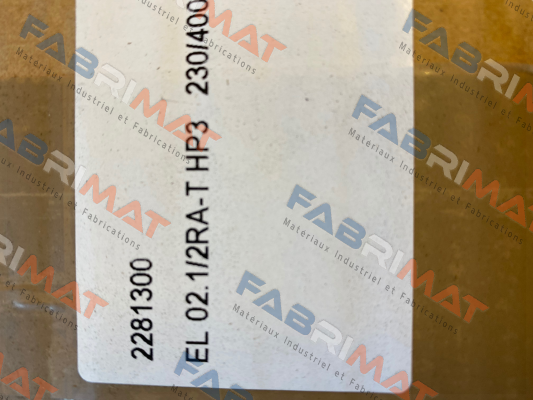 2281300
EL 02.1/2RA-T HP3 230/400
FABRIMAT
Matériaux Industriel et Fabrications